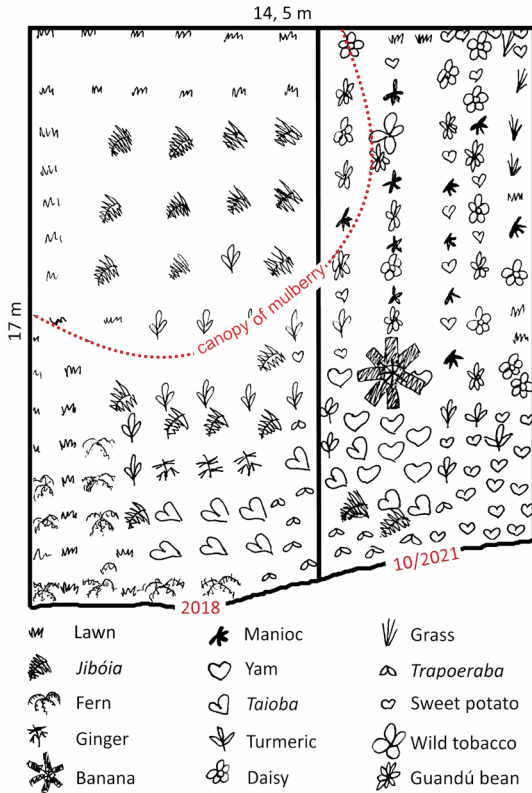 14, 5 m
17 m
canopy of mulberry
2018
10/2021
Lawn
Manioc
Grass
Jibóia
Yam
Trapoeraba
Fern
Taioba
Sweet potato
Ginger
Turmeric
Wild tobacco
Banana
Daisy
Guandú bean